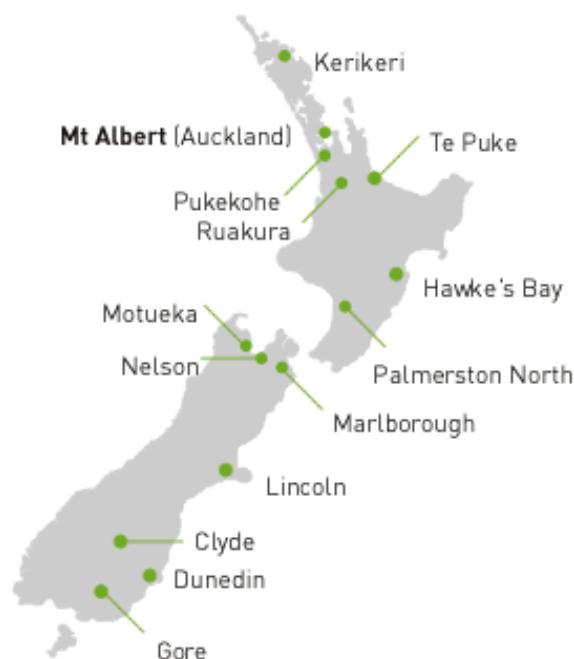 Kerikeri
Mt Albert (Auckland)
Te Puke
Pukekohe
Ruakura
Hawke's Bay
Motueka
Nelson
Palmerston North
Marlborough
Lincoln
Clyde
Dunedin
Gore